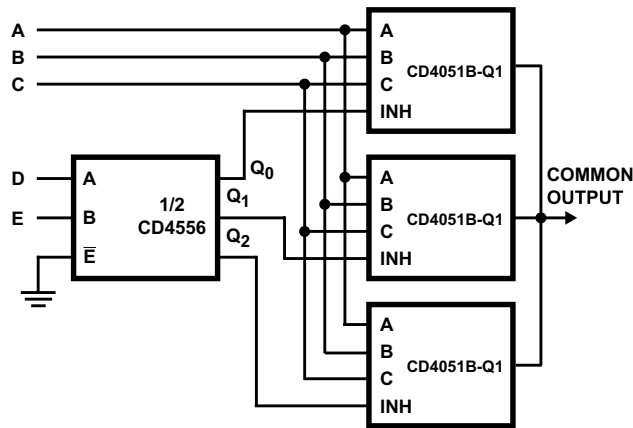 A
B
C
A
B
C
INH
CD4051B-Q1
D
E
A
B
E
1/2
CD4556
Q0
Q1
Q2
A
B
C
INH
CD4051B-Q1
COMMON
OUTPUT
A
B
C
INH
CD4051B-Q1